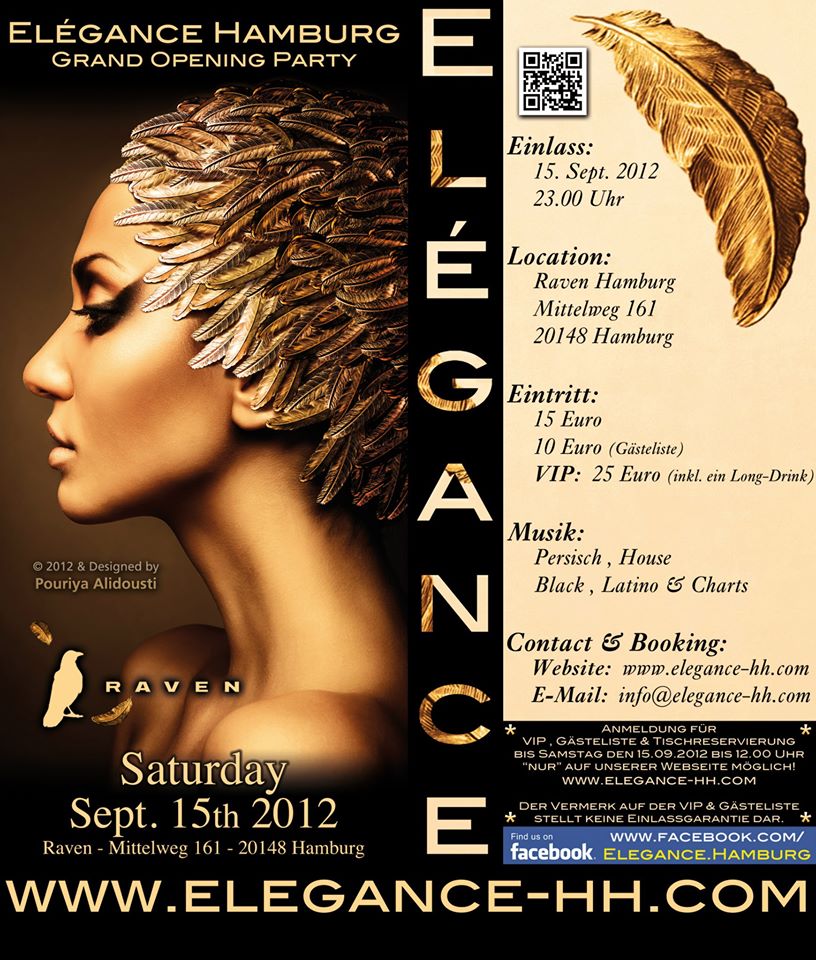 Elégance Hamburg
Grand Opening Party
© 2012 & Designed by
Pouriya Alidousti
RAVEN
Saturday
Sept. 15th 2012
Raven - Mittelweg 161 - 20148 Hamburg
ELÉGANCE
Einlass:
15. Sept. 2012
23.00 Uhr
Location:
Raven Hamburg
Mittelweg 161
20148 Hamburg
Eintritt:
15 Euro
10 Euro (Gästeliste)
VIP: 25 Euro (inkl. ein Long-Drink)
Musik:
Persisch , House
Black , Latino & Charts
Contact & Booking:
Website: www.elegance-hh.com
E-Mail: info@elegance-hh.com
* Anmeldung für *
VIP , Gästeliste & Tischreservierung
bis Samstag den 15.09.2012 bis 12.00 Uhr
"nur" auf unserer Webseite möglich!
www.elegance-hh.com
Der Vermerk auf der VIP & Gästeliste
* stellt keine Einlassgarantie dar. *
Find us on
facebook.
www.facebook.com/
Elegance.Hamburg
www.elegance-hh.com